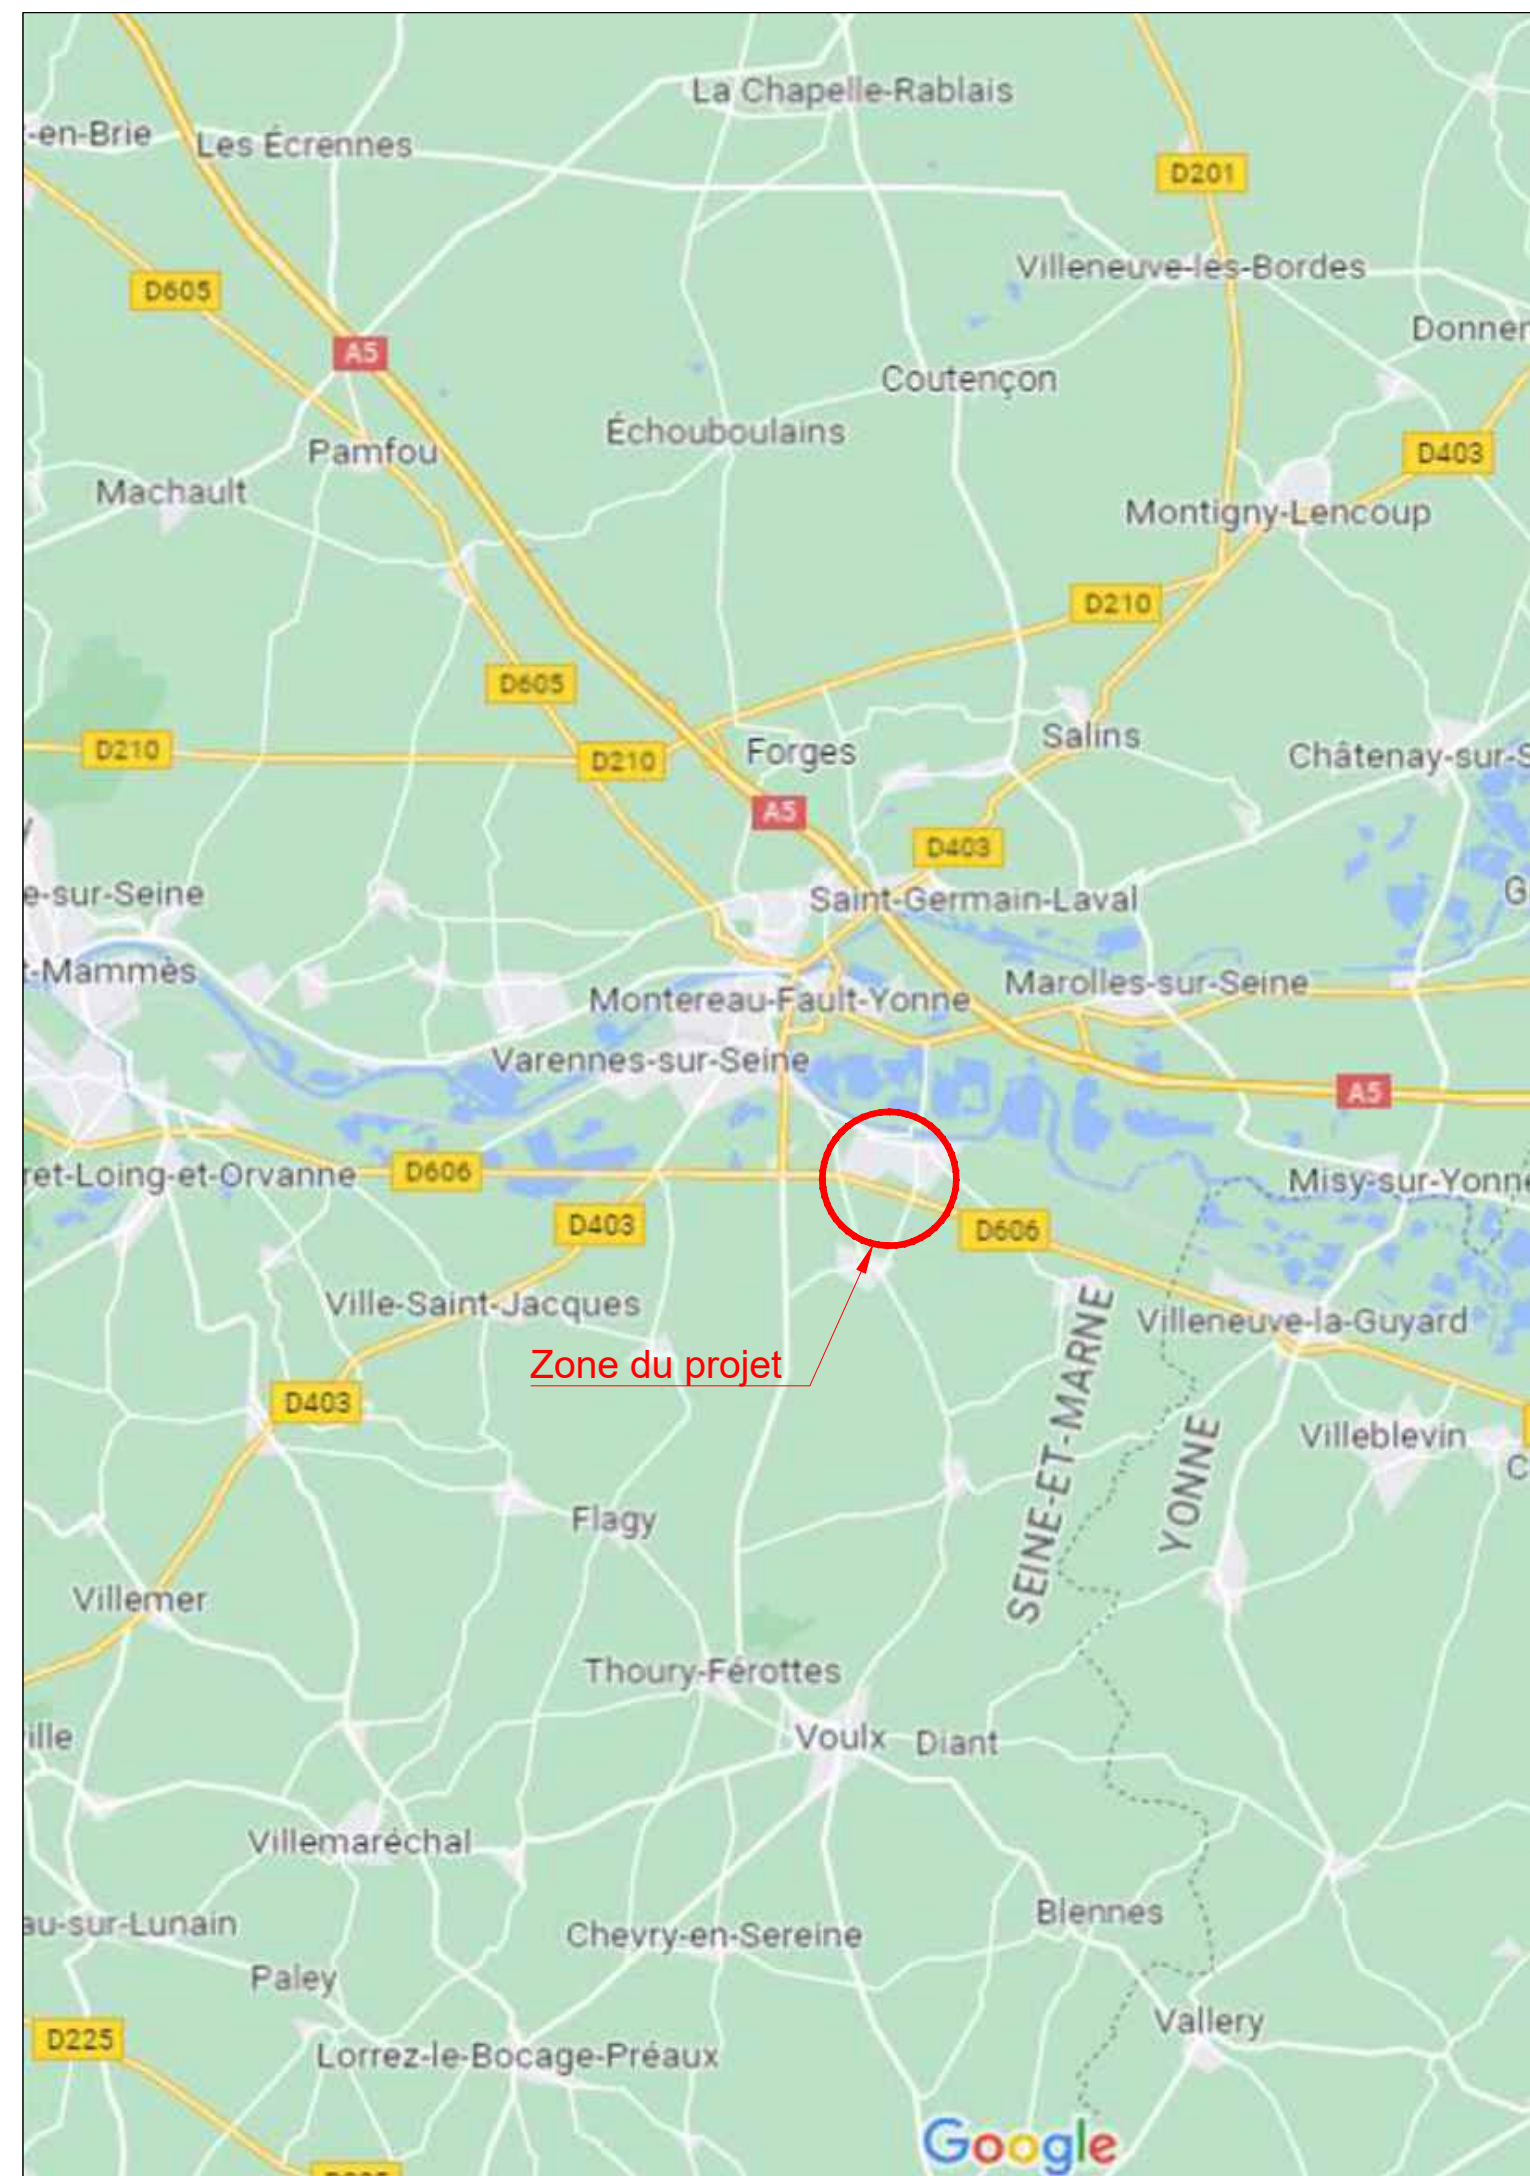 La Chapelle-Rablais
-en-Brie
Les Écrennes
D201
Villeneuve-les-Bordes
D605
Donner
A5
Coutençon
Échouboulains
Pamfou
D403
Machault
Montigny-Lencoup
D210
D605
Salins
D210
D210
Forges
Châtenay-sur-S
A5
D403
e-sur-Seine
Saint-Germain-Laval
G
t-Mammès
Marolles-sur-Seine
Montereau-Fault-Yonne
Varennes-sur-Seine
A5
ret-Loing-et-Orvanne
D606
Misy-sur-Yonne
D403
D606
Ville-Saint-Jacques
Villeneuve-la-Guyard
Zone du projet
SEINE-ET-MARNE
D403
YONNE
Villeblevin
C
Flagy
Villemer
Thoury-Férottes
ille
Voulx
Diant
Villemaréchal
Blennes
au-sur-Lunain
Chevry-en-Sereine
Paley
Vallery
D225
Lorrez-le-Bocage-Préaux
Google